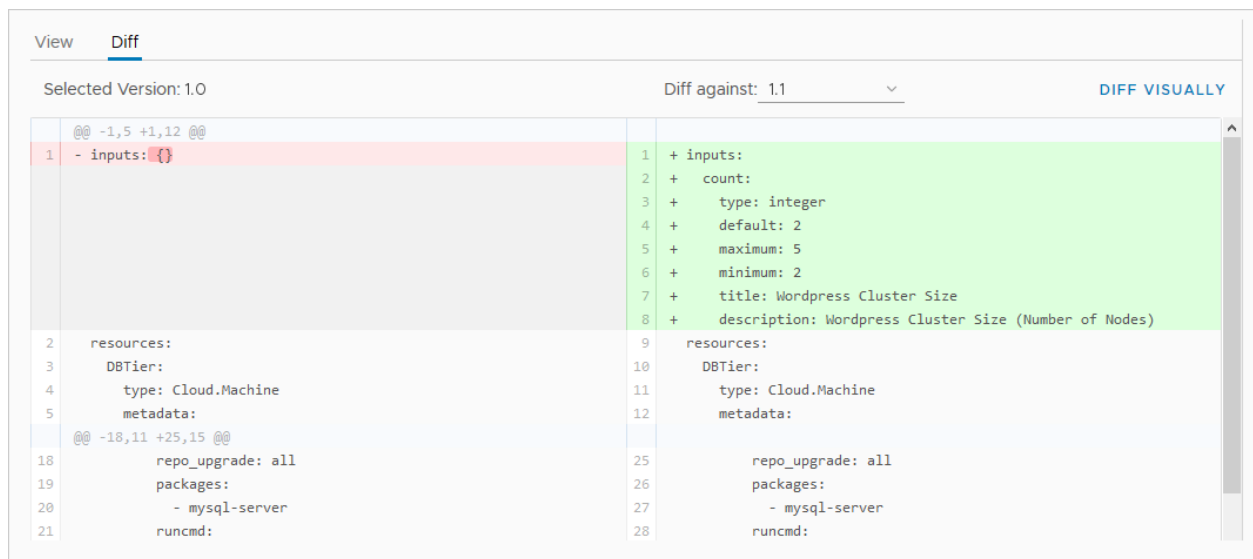 View Diff
Selected Version: 1.0 Diff against: 1.1 DIFF VISUALLY
@@ -1,5 +1,12 @@
1 - inputs: {} 1 + inputs:
2 + count:
3 + type: integer
4 + default: 2
5 + maximum: 5
6 + minimum: 2
7 + title: Wordpress Cluster Size
8 + description: Wordpress Cluster Size (Number of Nodes)
2 resources: 9 resources:
3 DBTier: 10 DBTier:
4 type: Cloud.Machine 11 type: Cloud.Machine
5 metadata: 12 metadata:
@@ -18,11 +25,15 @@
18 repo_upgrade: all 25 repo_upgrade: all
19 packages: 26 packages:
20 - mysql-server 27 - mysql-server
21 runcmd: 28 runcmd: